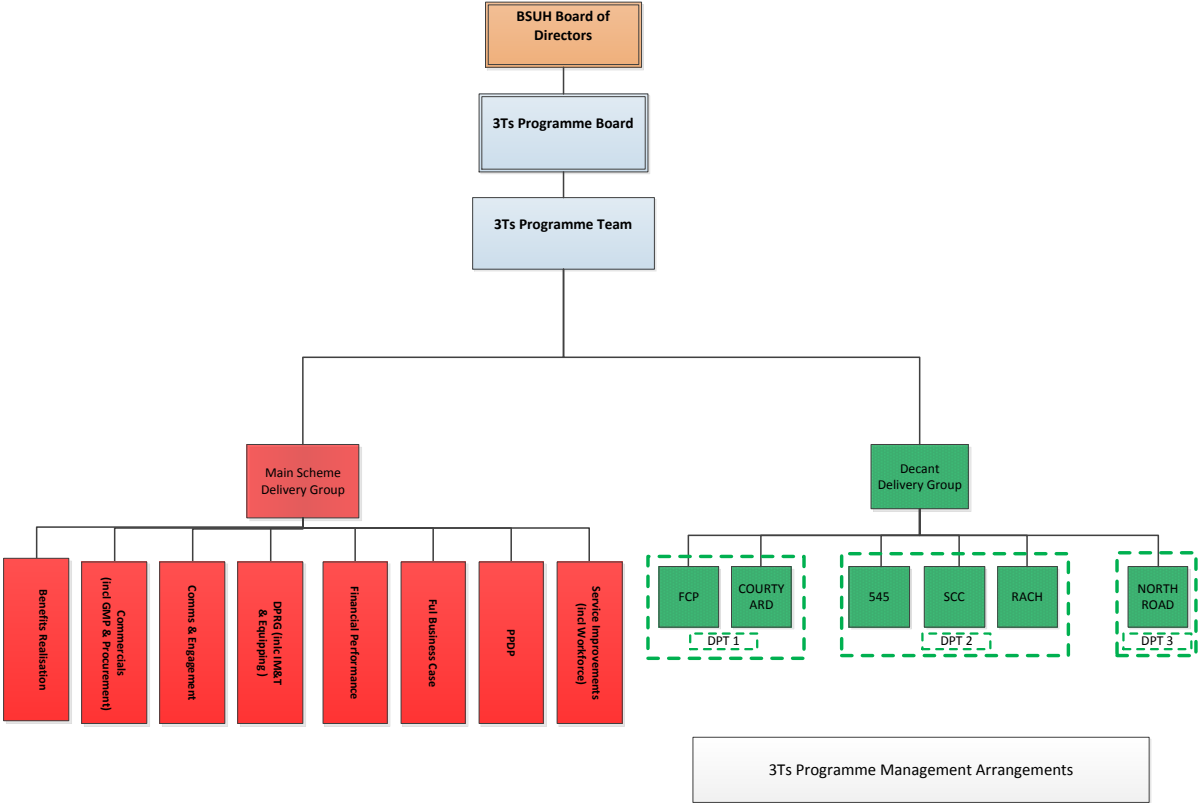 BSUH Board of
Directors
3Ts Programme Board
3Ts Programme Team
Main Scheme
Delivery Group
Decant
Delivery Group
Benefits Realisation
Commercials
(incl GMP & Procurement)
Comms & Engagement
DPRG (Inlc IM&T
& Equipping )
Financial Performance
Ful Business Case
PPDP
Service Improvements
(Incl Workforce)
FCP
COURTY
ARD
DPT 1
545
SCC
RACH
DPT 2
NORTH
ROAD
DPT 3
3Ts Programme Management Arrangements